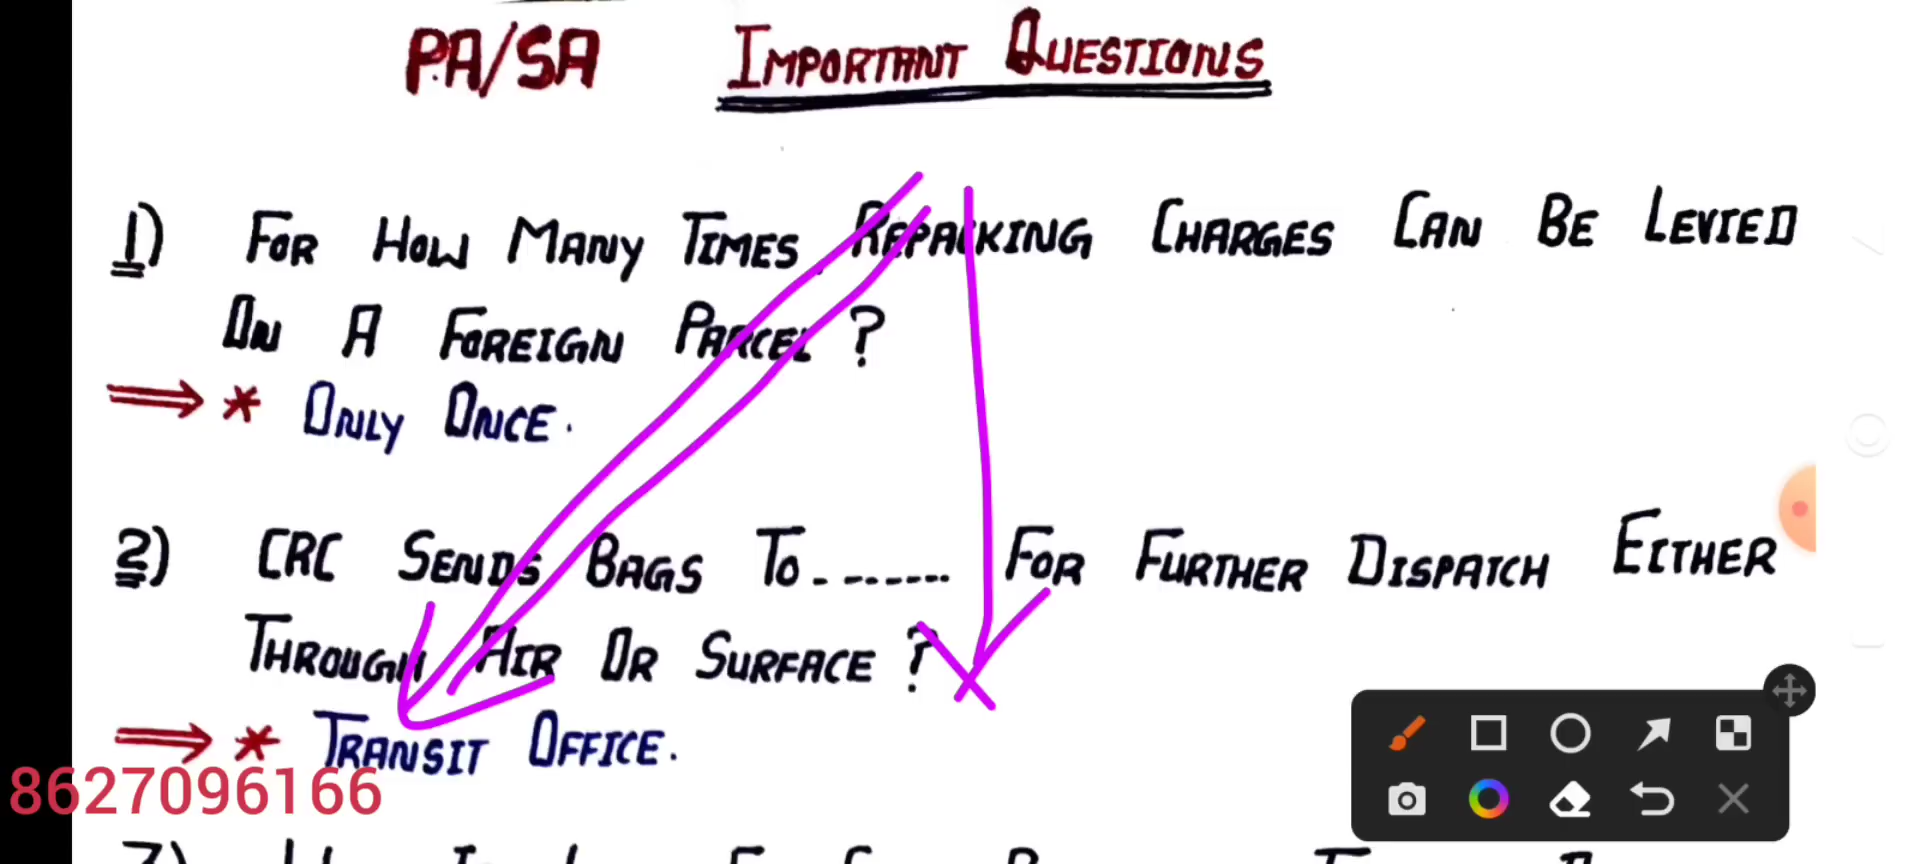 PA/SA IMPORTANT QUESTIONS
1) FOR HOW MANY TIMES, REPACKING CHARGES CAN BE LEVIED
ON A FOREIGN PARCEL ?
* ONLY ONCE.
2) CRC SENDS BAGS TO ....... FOR FURTHER DISPATCH EITHER
THROUGH AIR OR SURFACE ?
* TRANSIT OFFICE.
8627096166